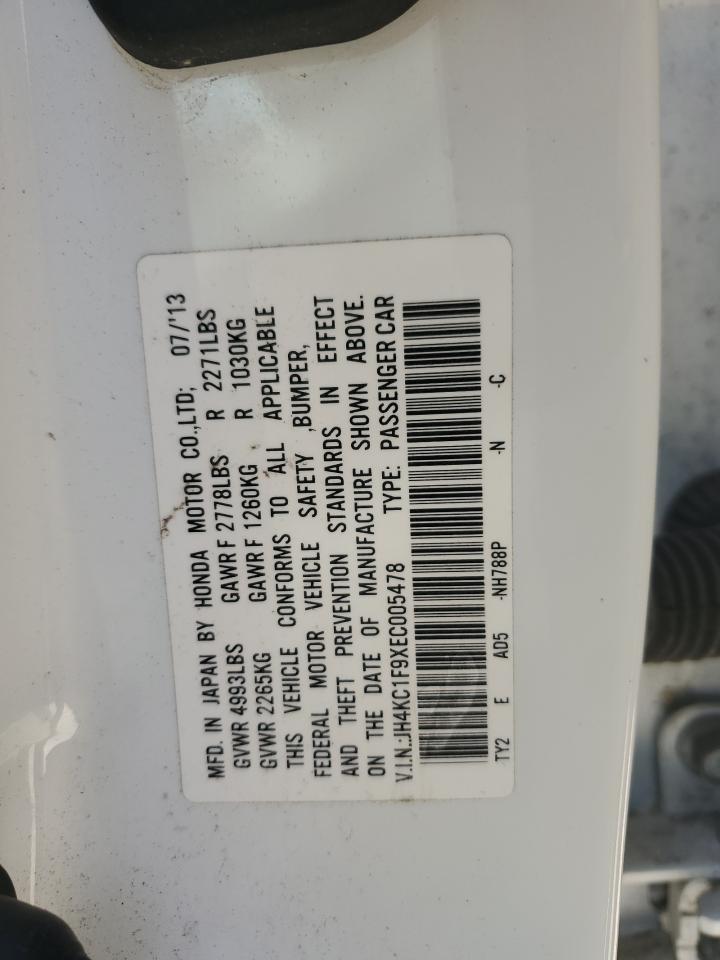 MFD. IN JAPAN BY HONDA MOTOR CO.,LTD; 07/'13
GVWR 4993LBS GAWR F 2778LBS R 2271LBS
GVWR 2265KG GAWR F 1260KG R 1030KG
THIS VEHICLE CONFORMS TO ALL APPLICABLE
FEDERAL MOTOR VEHICLE SAFETY ,BUMPER,
AND THEFT PREVENTION STANDARDS IN EFFECT
ON THE DATE OF MANUFACTURE SHOWN ABOVE.
V.I.N.:JH4KC1F9XEC005478 TYPE: PASSENGER CAR
TY2 E AD5 -NH788P -N -C